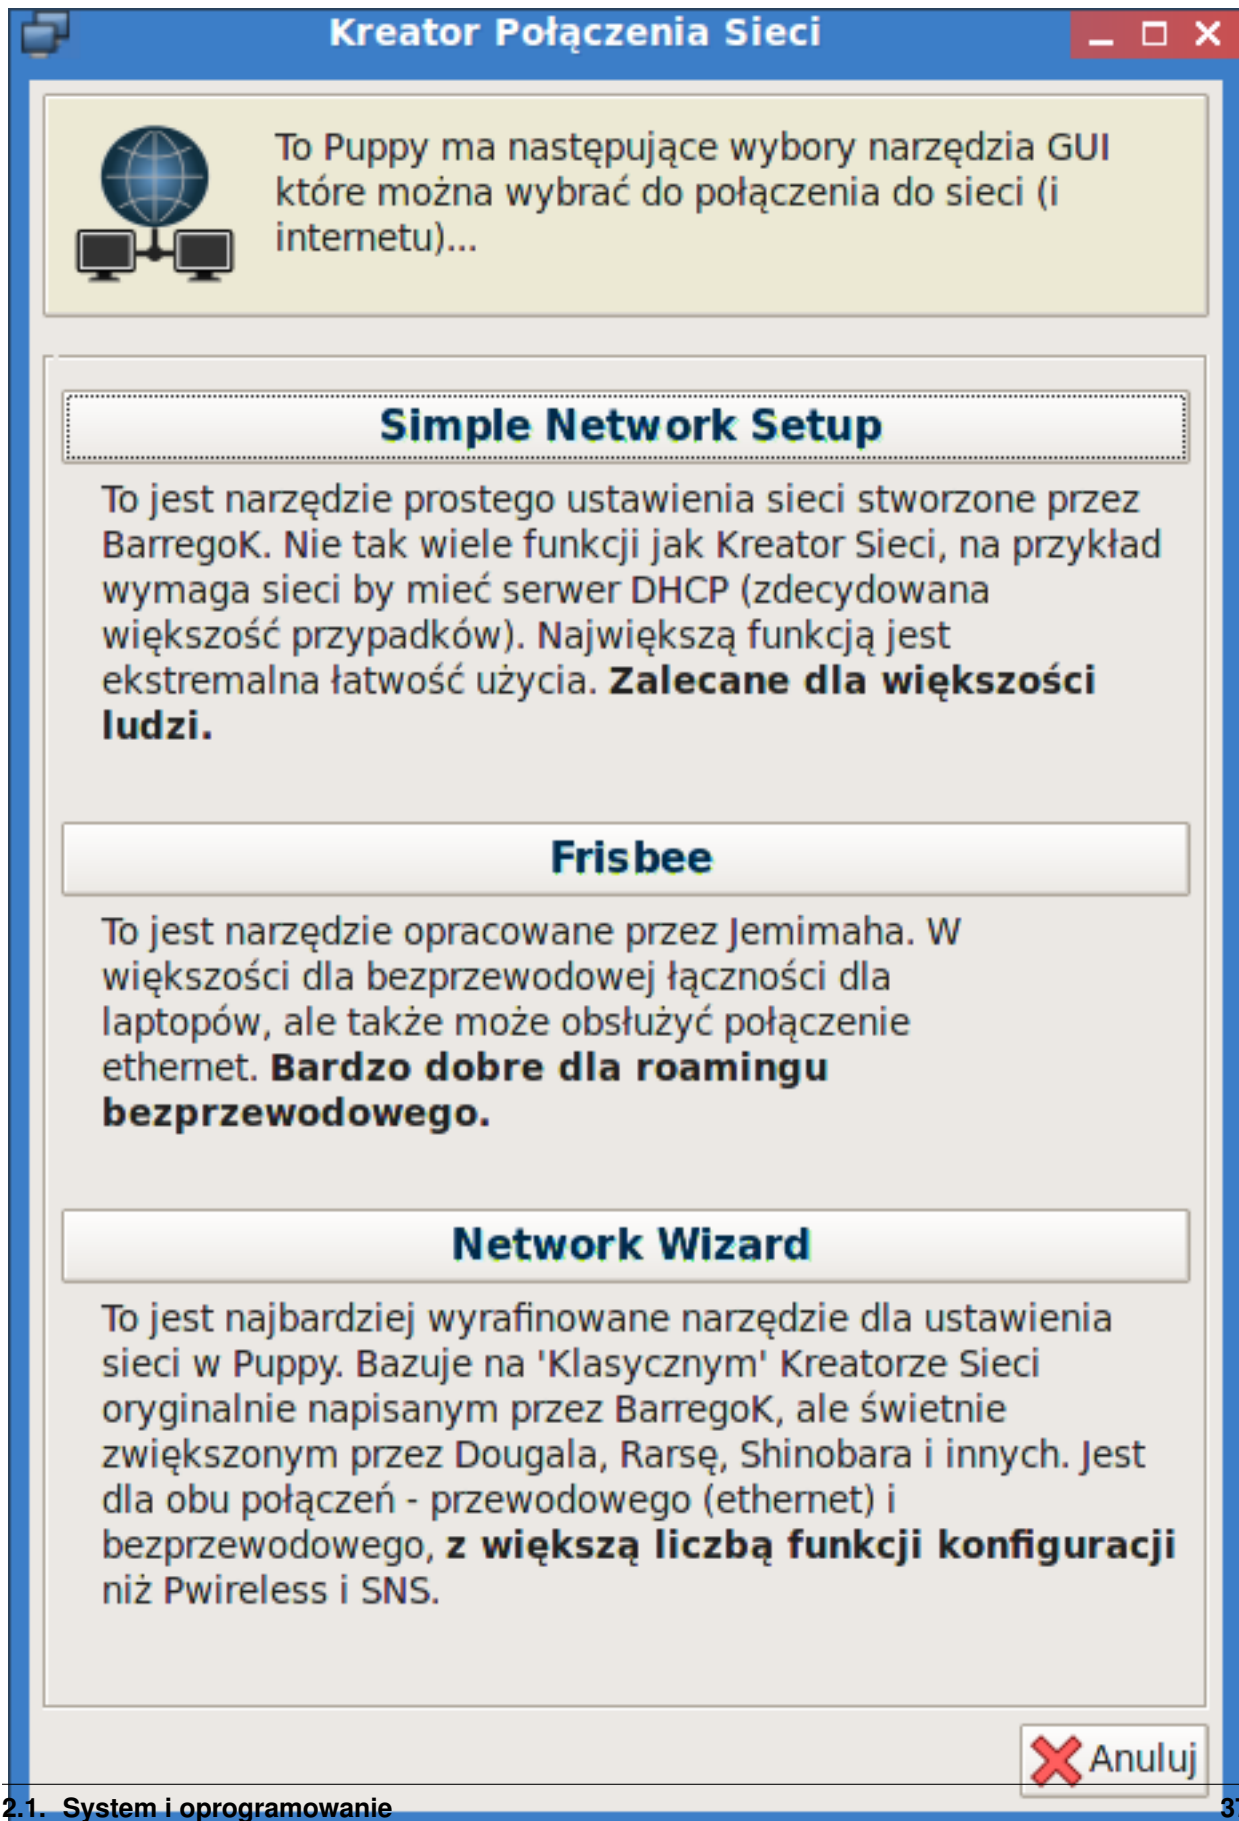 Kreator Połączenia Sieci
To Puppy ma następujące wybory narzędzia GUI
które można wybrać do połączenia do sieci (i
internetu)...
Simple Network Setup
To jest narzędzie prostego ustawienia sieci stworzone przez
BarregoK. Nie tak wiele funkcji jak Kreator Sieci, na przykład
wymaga sieci by mieć serwer DHCP (zdecydowana
większość przypadków). Największą funkcją jest
ekstremalna łatwość użycia. Zalecane dla większości
ludzi.
Frisbee
To jest narzędzie opracowane przez Jemimaha. W
większości dla bezprzewodowej łączności dla
laptopów, ale także może obsłużyć połączenie
ethernet. Bardzo dobre dla roamingu
bezprzewodowego.
Network Wizard
To jest najbardziej wyrafinowane narzędzie dla ustawienia
sieci w Puppy. Bazuje na 'Klasycznym' Kreatorze Sieci
oryginalnie napisanym przez BarregoK, ale świetnie
zwiększonym przez Dougala, Rarsę, Shinobara i innych. Jest
dla obu połączeń - przewodowego (ethernet) i
bezprzewodowego, z większą liczbą funkcji konfiguracji
niż Pwireless i SNS.
Anuluj
2.1. System i oprogramowanie 37